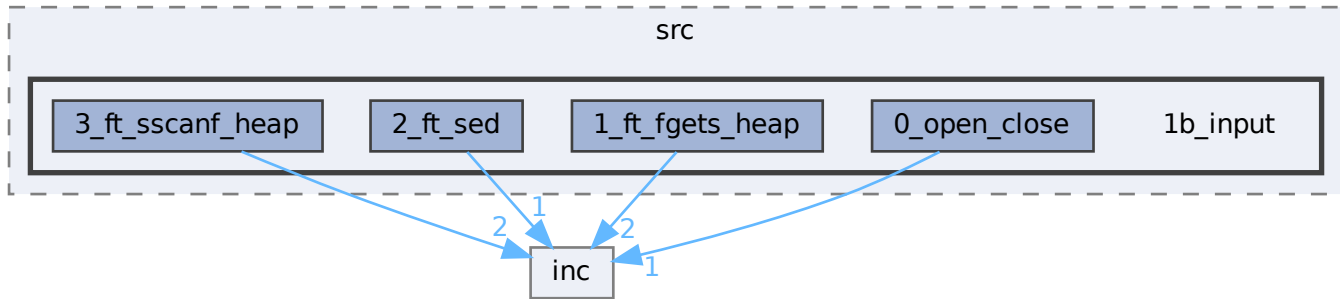 src
3_ft_sscanf_heap
2_ft_sed
1_ft_fgets_heap
0_open_close
1b_input
2
1
2
1
inc